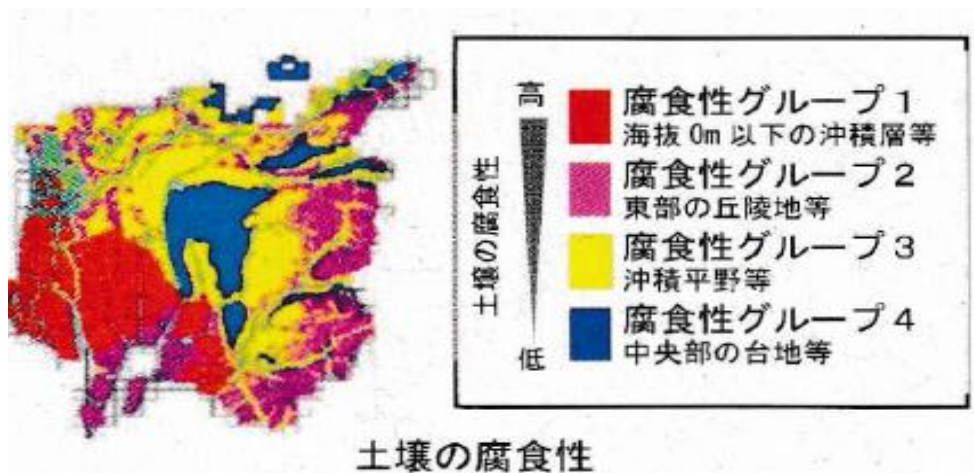 土壌の腐食性
高
低
腐食性グループ1
海抜0m以下の沖積層等
腐食性グループ2
東部の丘陵地等
腐食性グループ3
沖積平野等
腐食性グループ4
中央部の台地等
土壌の腐食性